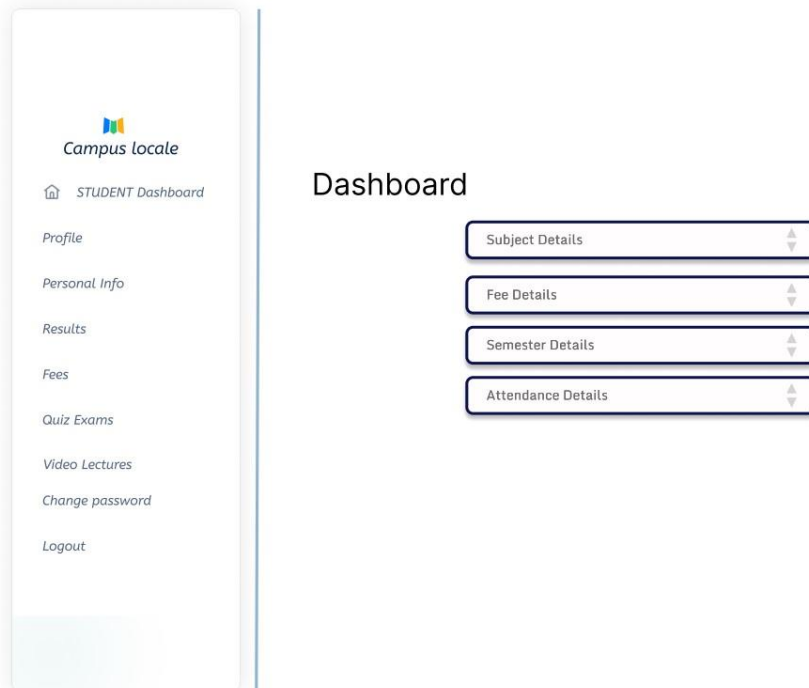 Campus locale
STUDENT Dashboard
Profile
Personal Info
Results
Fees
Quiz Exams
Video Lectures
Change password
Logout
Dashboard
Subject Details
Fee Details
Semester Details
Attendance Details